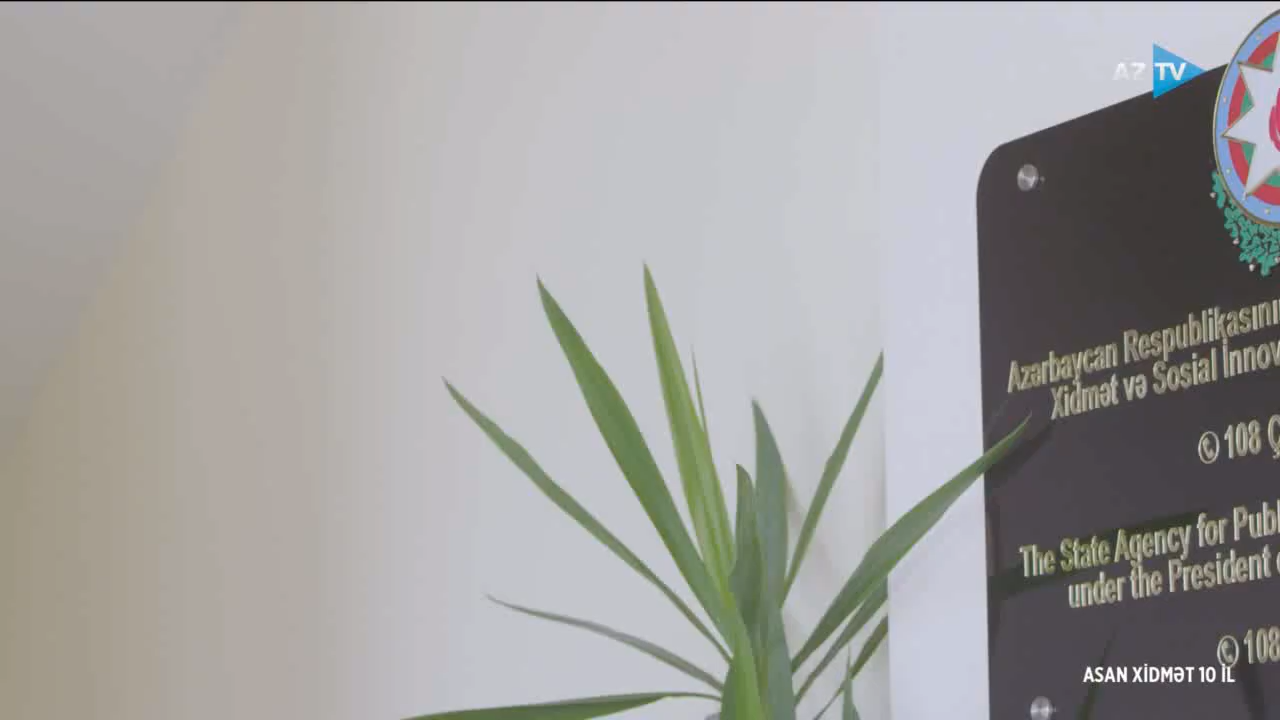 AZ TV
Azərbaycan Respublikasının
Xidmət və Sosial İnnov
108 Ç
The State Agency for Publ
under the President
108
ASAN XİDMƏT 10 İL